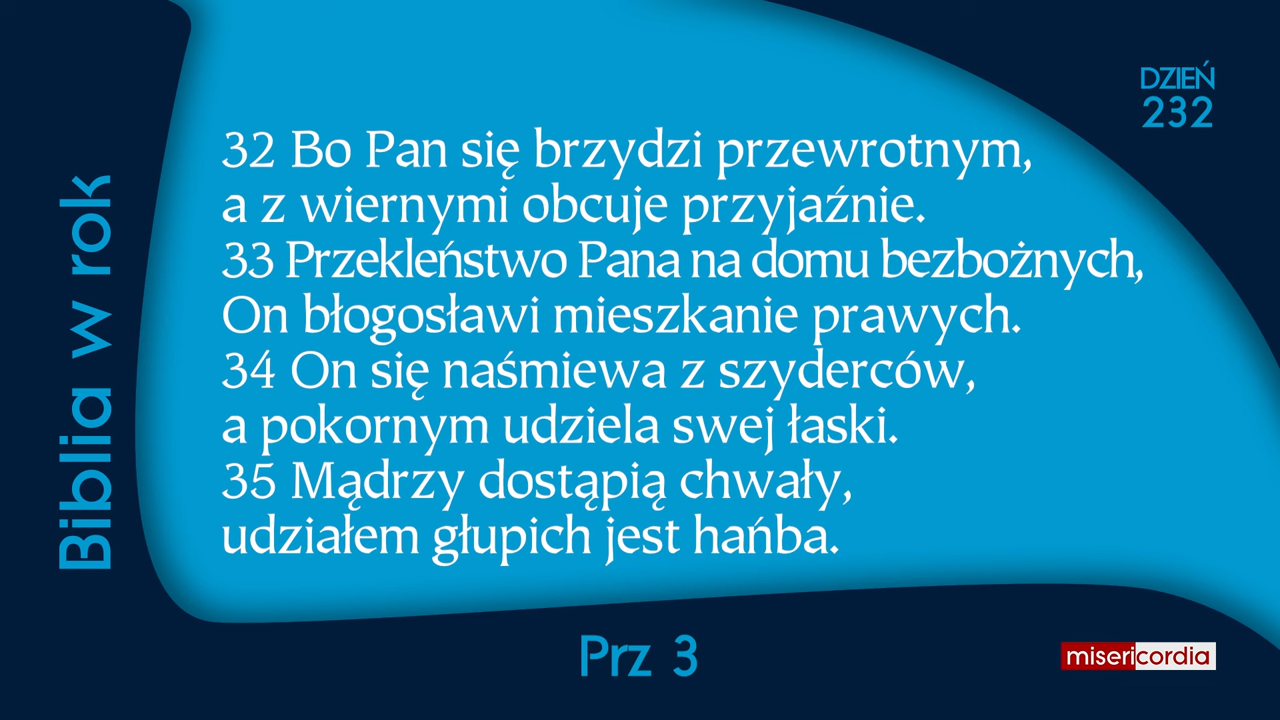 DZIEŃ
232
Biblia w rok
32 Bo Pan się brzydzi przewrotnym,
a z wiernymi obcuje przyjaźnie.
33 Przekleństwo Pana na domu bezbożnych,
On błogosławi mieszkanie prawych.
34 On się naśmiewa z szyderców,
a pokornym udziela swej łaski.
35 Mądrzy dostąpią chwały,
udziałem głupich jest hańba.
Prz 3
misericordia